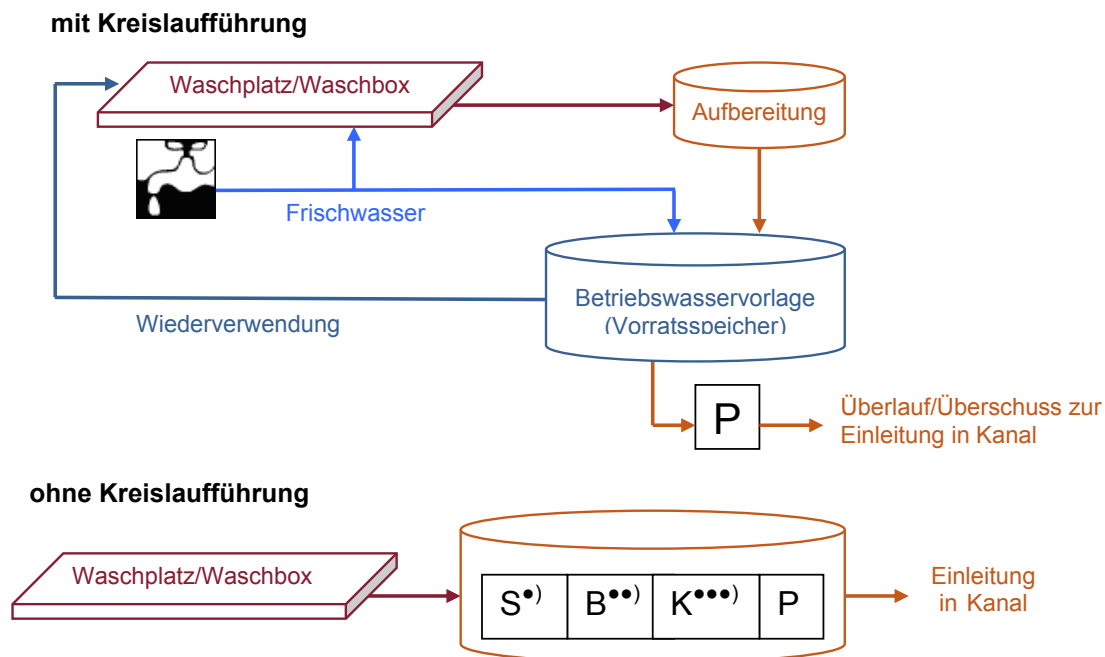 mit Kreislaufführung
Waschplatz/Waschbox
Aufbereitung
Frischwasser
Betriebswasservorlage
(Vorratsspeicher)
Wiederverwendung
P
Überlauf/Überschuss zur
Einleitung in Kanal
ohne Kreislaufführung
Waschplatz/Waschbox
S•) B••) K•••) P
Einleitung
in Kanal